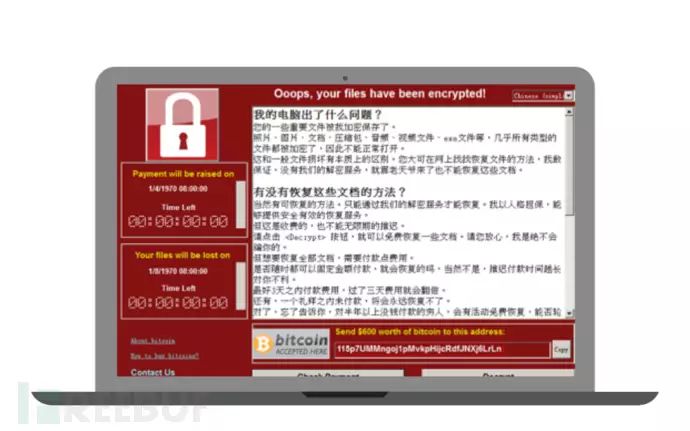 Ooops, your files have been encrypted!
Chinese (simpl
Payment will be raised on
1/4/1970 08:00:00
Time Left
00:00:00:00
Your files will be lost on
1/8/1970 08:00:00
Time Left
00:00:00:00
About bitcoin
How to buy bitcoins?
Contact Us
我的电脑出了什么问题？
您的一些重要文件被我加密保存了。
照片、图片、文档、压缩包、音频、视频文件、exe文件等，几乎所有类型的
文件都被加密了，因此不能正常打开。
这和一般文件损坏有本质上的区别。您大可在网上找找恢复文件的方法，我敢
保证，没有我们的解密服务，就算老天爷来了也不能恢复这些文档。
有没有恢复这些文档的方法？
当然有可恢复的方法。只能通过我们的解密服务才能恢复。我以人格担保，能
够提供安全有效的恢复服务。
但这是收费的，也不能无限期的推迟。
请点击 <Decrypt> 按钮，就可以免费恢复一些文档。请您放心，我是绝不会
骗你的。
但想要恢复全部文档，需要付款点费用。
是否随时都可以固定金额付款，就会恢复的吗，当然不是，推迟付款时间越长
对你不利。
最好3天之内付款费用，过了三天费用就会翻倍。
还有，一个礼拜之内未付款，将会永远恢复不了。
对了，忘了告诉你，对半年以上没钱付款的穷人，会有活动免费恢复，能否轮
bitcoin
ACCEPTED HERE
Send $600 worth of bitcoin to this address:
115p7UMMngoj1pMvkpHijcRdfJNXj6LrLn
Copy
Check Payment
Decrypt
REEBUF